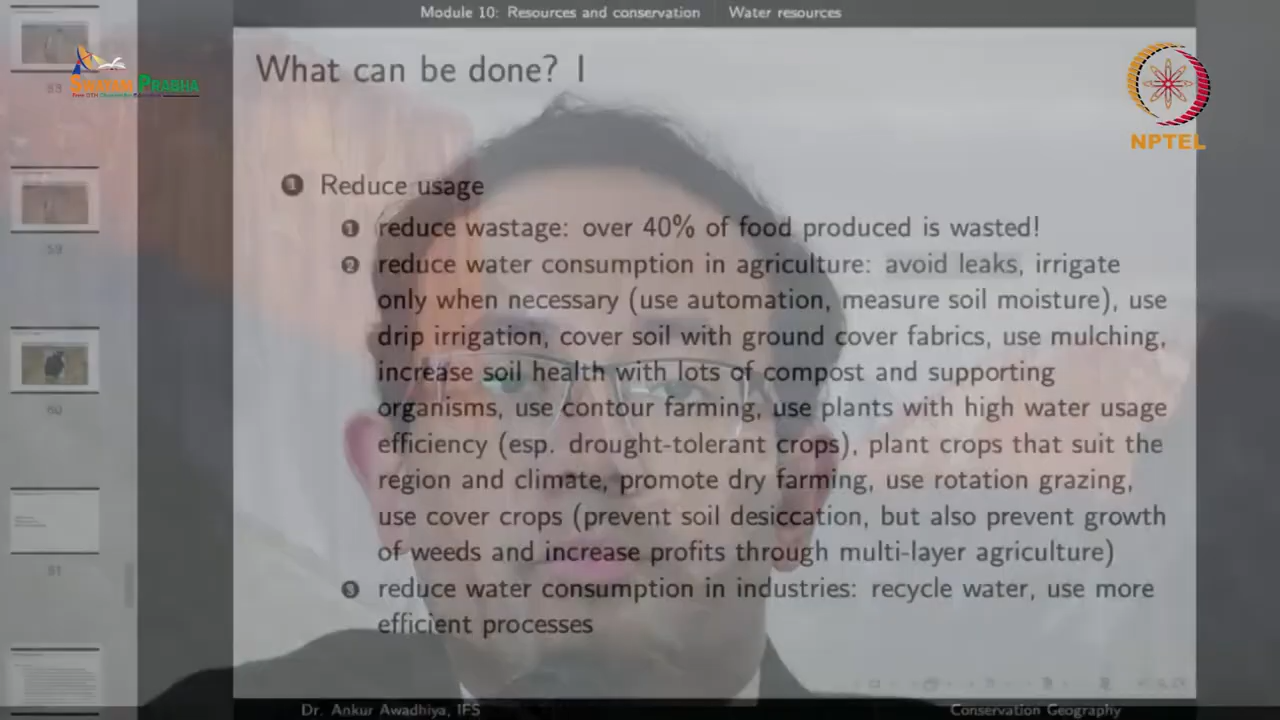 Module 10: Resources and conservation Water resources
SWAYAM PRABHA
NPTEL
What can be done? I
1 Reduce usage
1 reduce wastage: over 40% of food produced is wasted!
2 reduce water consumption in agriculture: avoid leaks, irrigate
only when necessary (use automation, measure soil moisture), use
drip irrigation, cover soil with ground cover fabrics, use mulching,
increase soil health with lots of compost and supporting
organisms, use contour farming, use plants with high water usage
efficiency (esp. drought-tolerant crops), plant crops that suit the
region and climate, promote dry farming, use rotation grazing,
use cover crops (prevent soil desiccation, but also prevent growth
of weeds and increase profits through multi-layer agriculture)
3 reduce water consumption in industries: recycle water, use more
efficient processes
59
60
61
Dr. Ankur Awadhiya, IFS Conservation Geography